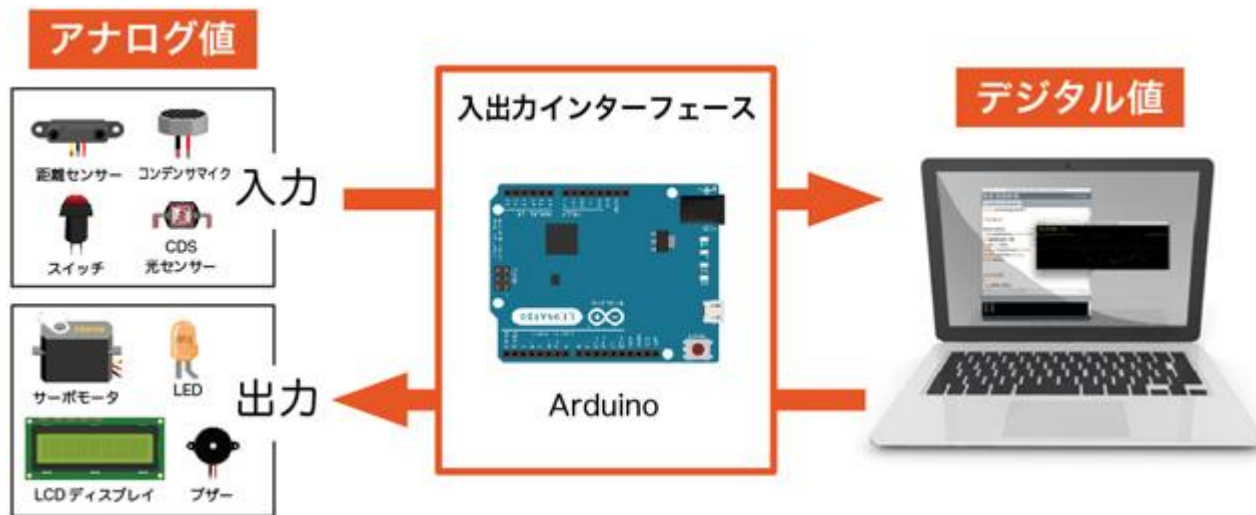 アナログ値
距離センサー
コンデンサマイク
スイッチ
CDS
光センサー
入力
サーボモータ
LED
LCDディスプレイ
ブザー
出力
入出力インターフェース
Arduino
デジタル値